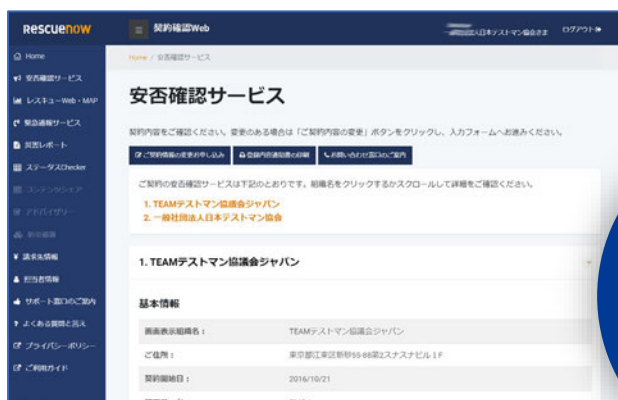 Rescuenow
契約確認Web
人日本テストマン協会さま
ログアウト
Home
安否確認サービス
レスキューWeb・MAP
緊急通報サービス
災害レポート
ステータスChecker
コンテンツシェア
アドバイザリー
請求先情報
担当者情報
サポート窓口のご案内
よくある質問と答え
プライバシーポリシー
ご利用ガイド
Home / 安否確認サービス
安否確認サービス
契約内容をご確認ください。変更のある場合は「ご契約内容の変更」ボタンをクリックし、入力フォームへお進みください。
ご契約情報の変更お申し込み
登録内容通知書の印刷
お問い合わせ窓口のご案内
ご契約の安否確認サービスは下記のとおりです。組織名をクリックするかスクロールして詳細をご確認ください。
1. TEAMテストマン協議会ジャパン
2. 一般社団法人日本テストマン協会
1. TEAMテストマン協議会ジャパン
基本情報
画面表示組織名：
TEAMテストマン協議会ジャパン
ご住所：
東京都江東区新砂55-88第2スナスナビル1F
契約開始日：
2016/10/21